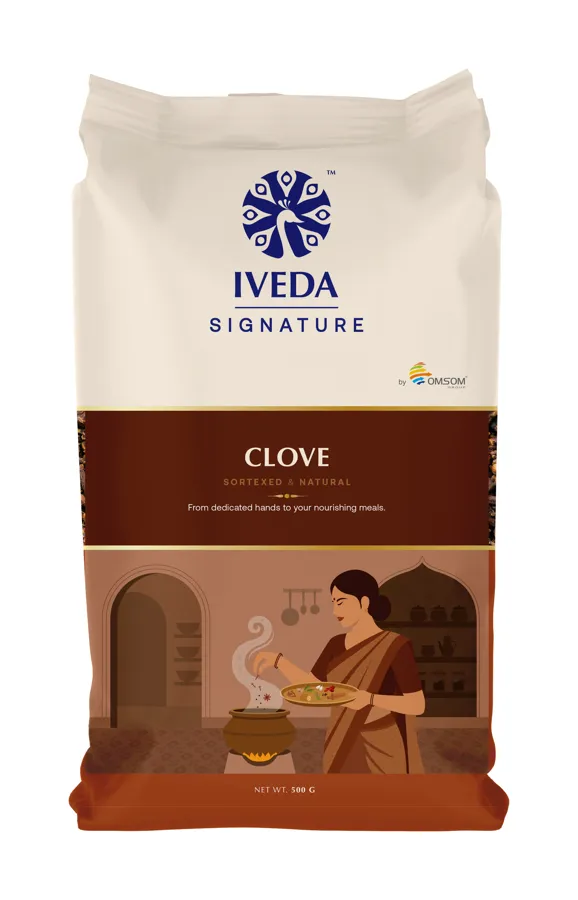 TM
IVEDA
SIGNATURE
by OMSOM
CLOVE
SORTEXED & NATURAL
From dedicated hands to your nourishing meals.
NET WT. 500 G